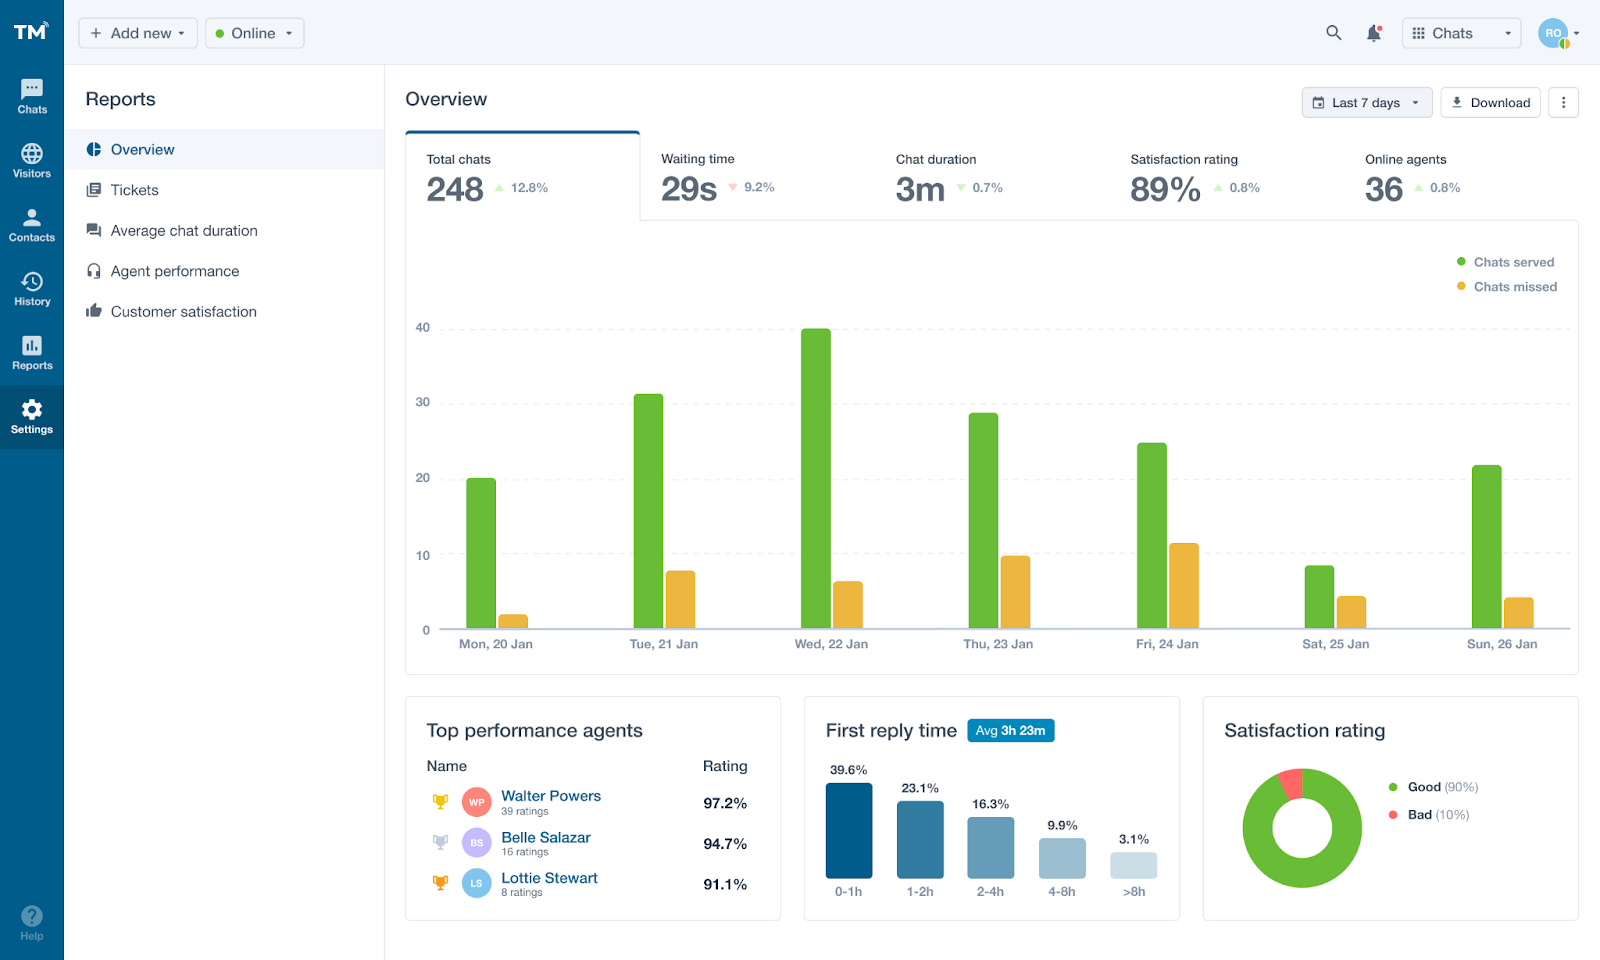 TM
Add new
Online
Chats
RO
Chats
Visitors
Contacts
History
Reports
Settings
Help
Reports
Overview
Tickets
Average chat duration
Agent performance
Customer satisfaction
Overview
Last 7 days
Download
Total chats
248 12.8%
Waiting time
29s 9.2%
Chat duration
3m 0.7%
Satisfaction rating
89% 0.8%
Online agents
36 0.8%
Chats served
Chats missed
40
30
20
10
0
Mon, 20 Jan
Tue, 21 Jan
Wed, 22 Jan
Thu, 23 Jan
Fri, 24 Jan
Sat, 25 Jan
Sun, 26 Jan
Top performance agents
Name Rating
WP Walter Powers 97.2%
39 ratings
BS Belle Salazar 94.7%
16 ratings
LS Lottie Stewart 91.1%
8 ratings
First reply time Avg 3h 23m
39.6%
23.1%
16.3%
9.9%
3.1%
0-1h
1-2h
2-4h
4-8h
>8h
Satisfaction rating
Good (90%)
Bad (10%)